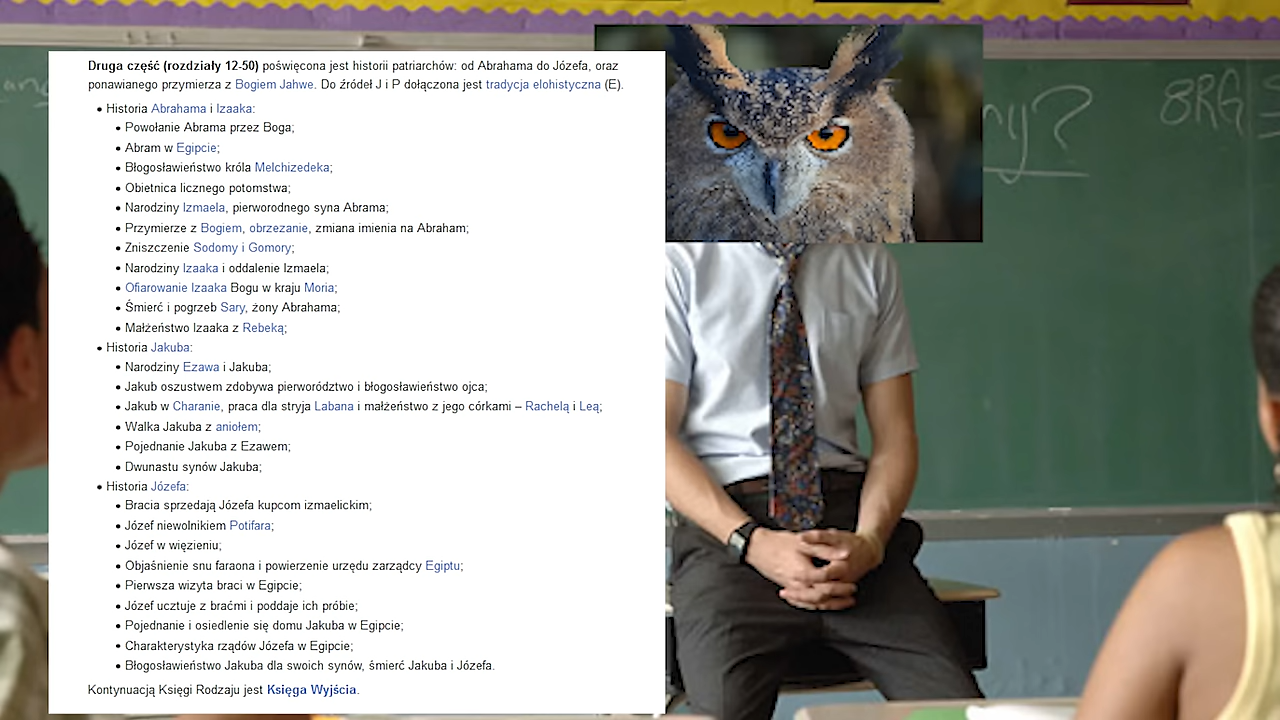 Druga część (rozdziały 12-50) poświęcona jest historii patriarchów: od Abrahama do Józefa, oraz
ponawianego przymierza z Bogiem Jahwe. Do źródeł J i P dołączona jest tradycja elohistyczna (E).
• Historia Abrahama i Izaaka:
• Powołanie Abrama przez Boga;
• Abram w Egipcie;
• Błogosławieństwo króla Melchizedeka;
• Obietnica licznego potomstwa;
• Narodziny Izmaela, pierworodnego syna Abrama;
• Przymierze z Bogiem, obrzezanie, zmiana imienia na Abraham;
• Zniszczenie Sodomy i Gomory;
• Narodziny Izaaka i oddalenie Izmaela;
• Ofiarowanie Izaaka Bogu w kraju Moria;
• Śmierć i pogrzeb Sary, żony Abrahama;
• Małżeństwo Izaaka z Rebeką;
• Historia Jakuba:
• Narodziny Ezawa i Jakuba;
• Jakub oszustwem zdobywa pierworództwo i błogosławieństwo ojca;
• Jakub w Charanie, praca dla stryja Labana i małżeństwo z jego córkami – Rachelą i Leą;
• Walka Jakuba z aniołem;
• Pojednanie Jakuba z Ezawem;
• Dwunastu synów Jakuba;
• Historia Józefa:
• Bracia sprzedają Józefa kupcom izmaelickim;
• Józef niewolnikiem Potifara;
• Józef w więzieniu;
• Objaśnienie snu faraona i powierzenie urzędu zarządcy Egiptu;
• Pierwsza wizyta braci w Egipcie;
• Józef ucztuje z braćmi i poddaje ich próbie;
• Pojednanie i osiedlenie się domu Jakuba w Egipcie;
• Charakterystyka rządów Józefa w Egipcie;
• Błogosławieństwo Jakuba dla swoich synów, śmierć Jakuba i Józefa.
Kontynuacją Księgi Rodzaju jest Księga Wyjścia.
8RG